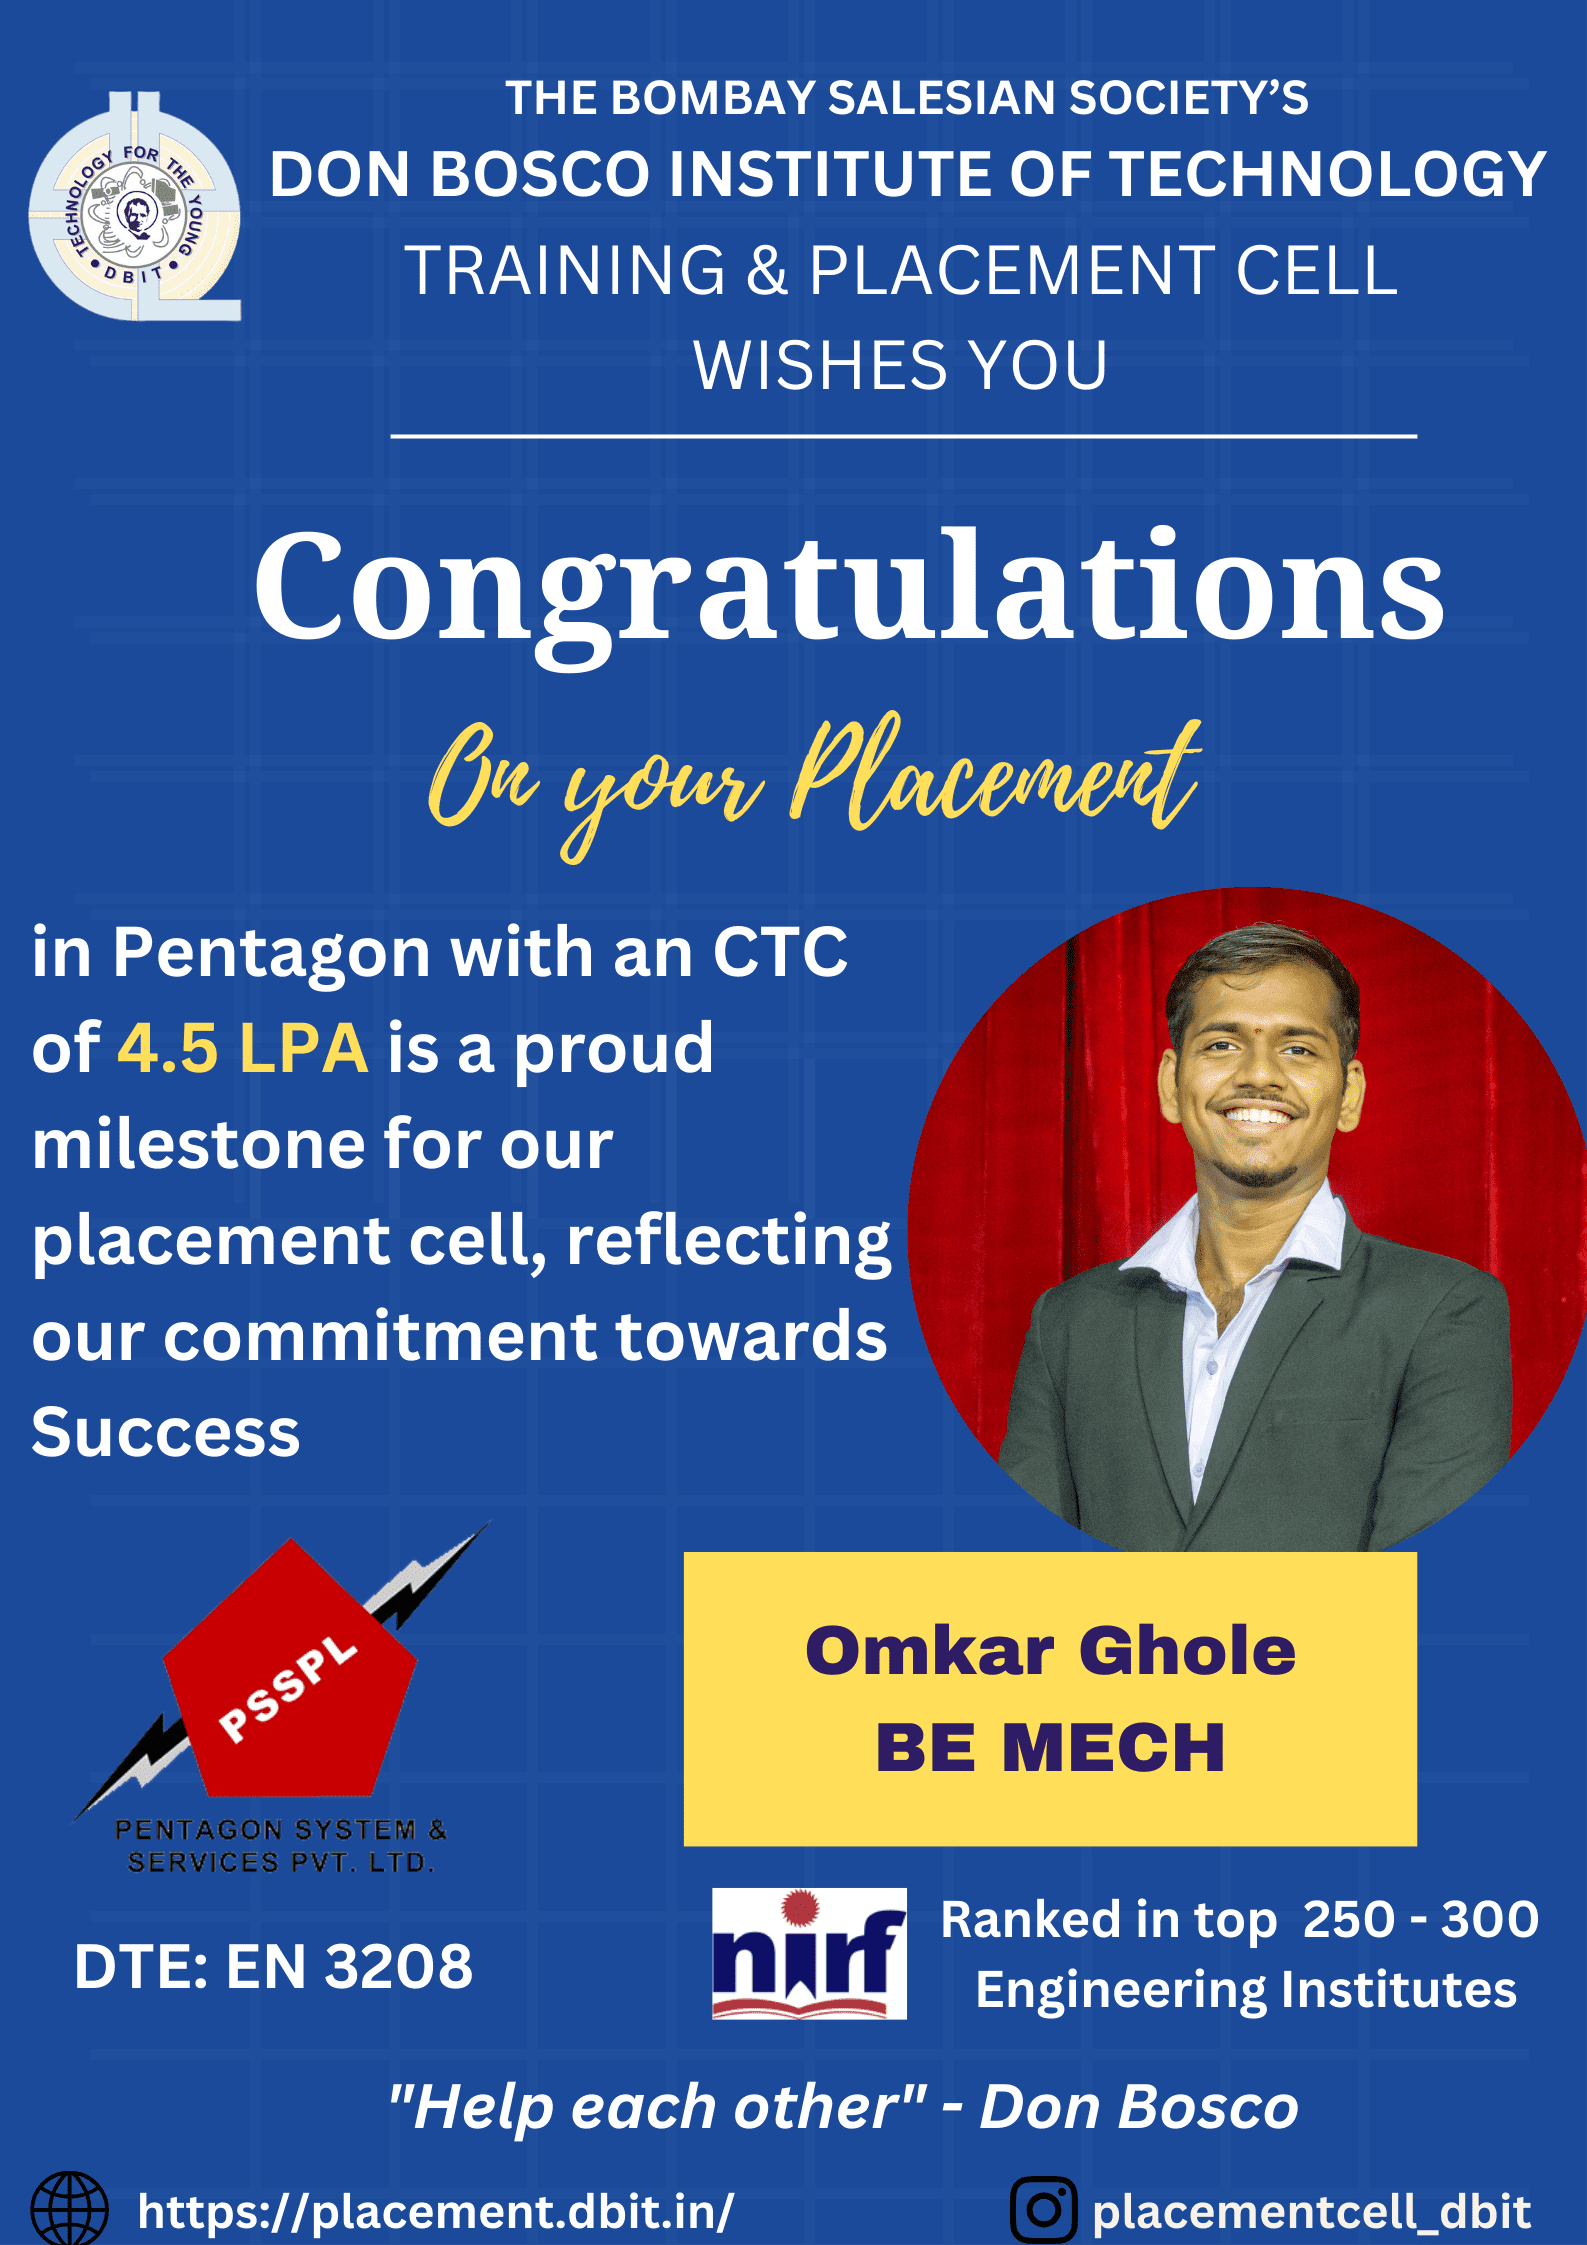 THE BOMBAY SALESIAN SOCIETY’S
DON BOSCO INSTITUTE OF TECHNOLOGY
TRAINING & PLACEMENT CELL
WISHES YOU
TECHNOLOGY FOR THE YOUNG
• DBIT •
Congratulations
On your Placement
in Pentagon with an CTC
of 4.5 LPA is a proud
milestone for our
placement cell, reflecting
our commitment towards
Success
PSSPL
PENTAGON SYSTEM &
SERVICES PVT. LTD.
Omkar Ghole
BE MECH
DTE: EN 3208
nirf
Ranked in top  250 - 300
Engineering Institutes
"Help each other" - Don Bosco
https://placement.dbit.in/
placementcell_dbit